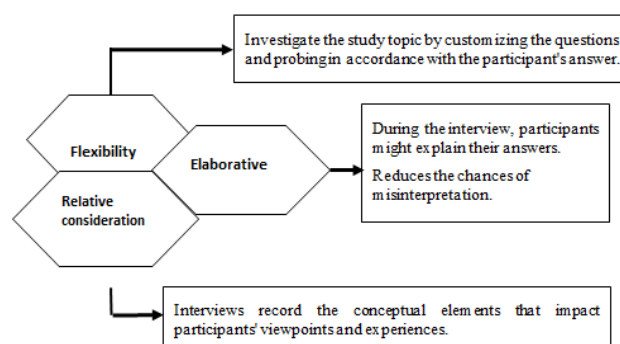 Investigate the study topic by customizing the questions
and probing in accordance with the participant's answer.
Flexibility
Elaborative
During the interview, participants
might explain their answers.
Reduces the chances of
misinterpretation.
Relative
consideration
Interviews record the conceptual elements that impact
participants' viewpoints and experiences.